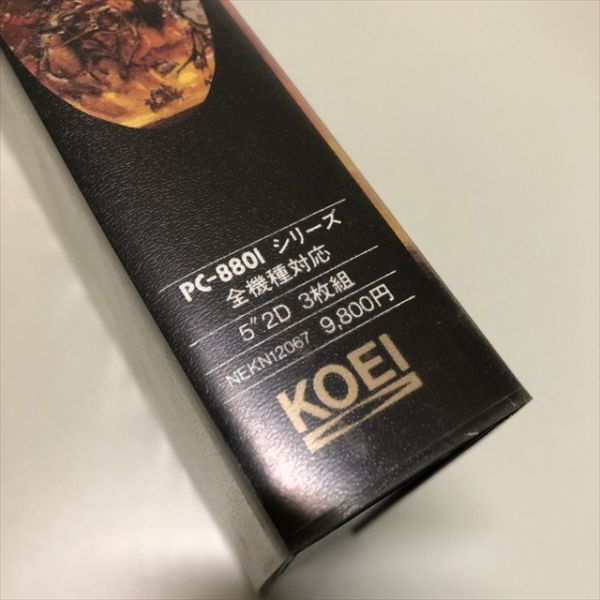 PC-8801 シリーズ
全機種対応
5″2D 3枚組
NEKN12067 9,800円
KOEI